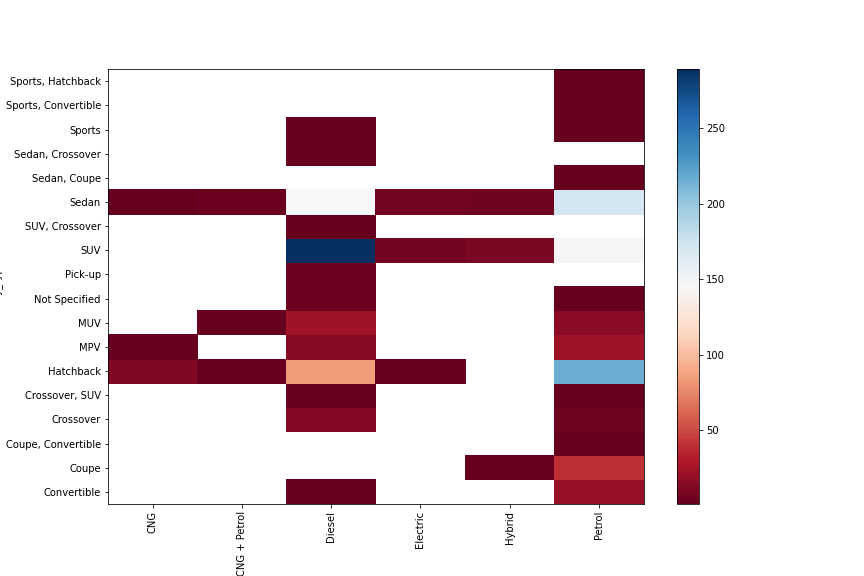 Sports, Hatchback
Sports, Convertible
Sports
Sedan, Crossover
Sedan, Coupe
Sedan
SUV, Crossover
SUV
Pick-up
Not Specified
MUV
MPV
Hatchback
Crossover, SUV
Crossover
Coupe, Convertible
Coupe
Convertible
CNG
CNG + Petrol
Diesel
Electric
Hybrid
Petrol
250
200
150
100
50